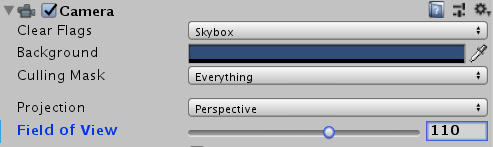 Camera
Clear Flags Skybox
Background
Culling Mask Everything
Projection Perspective
Field of View 110